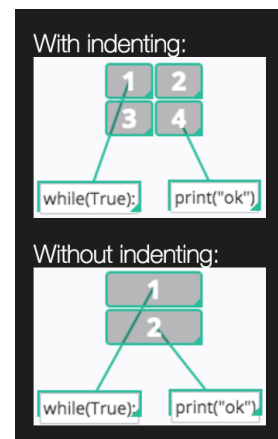 With indenting:
1 2
3 4
while(True): print("ok")
Without indenting:
1
2
while(True): print("ok")